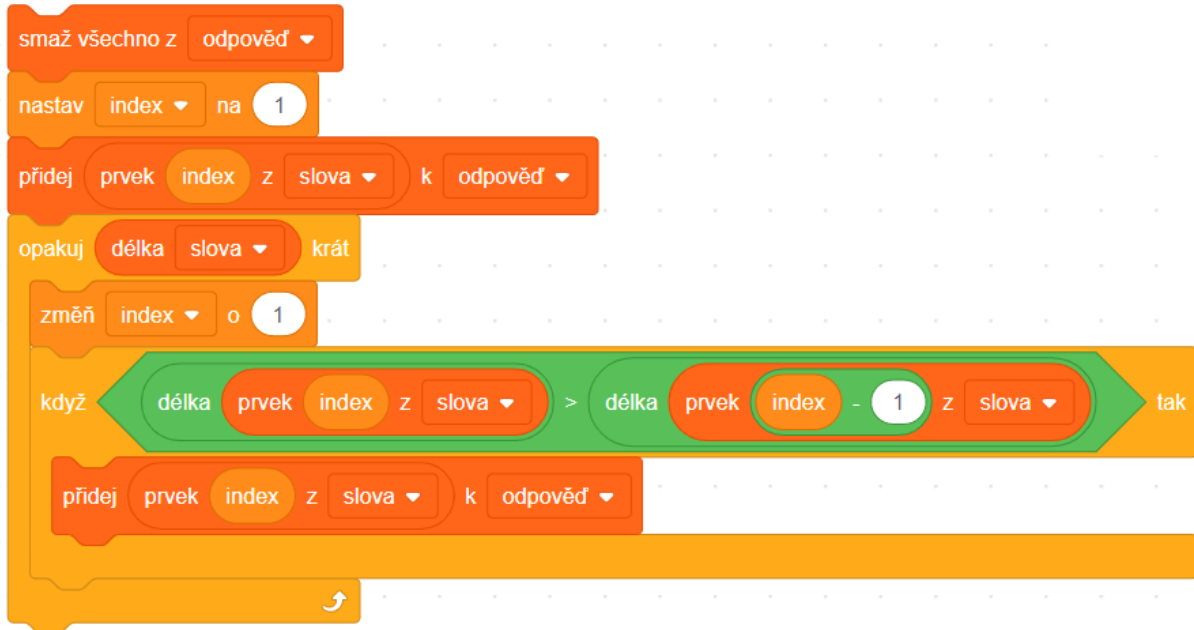 smaž všechno z odpověď
nastav index na 1
přidej prvek index z slova k odpověď
opakuj délka slova krát
změň index o 1
když délka prvek index z slova > délka prvek index - 1 z slova tak
přidej prvek index z slova k odpověď